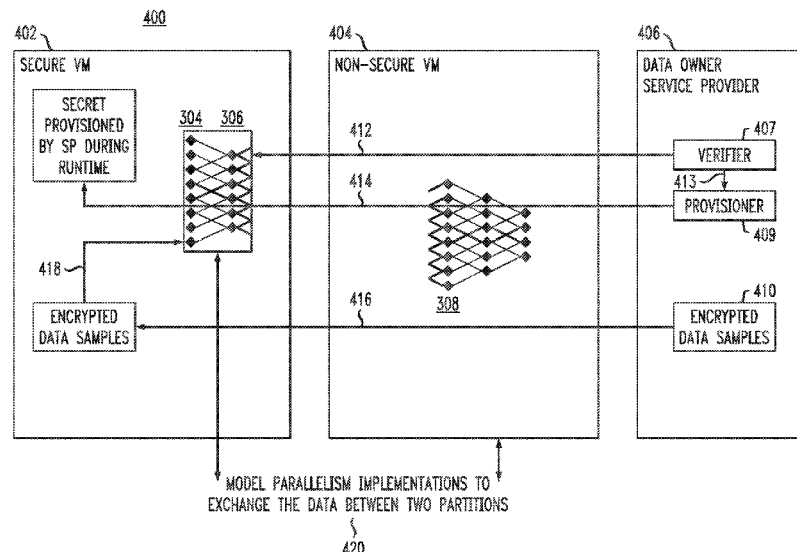 400
402
SECURE VM
SECRET
PROVISIONED
BY SP DURING
RUNTIME
304 306
418
ENCRYPTED
DATA SAMPLES
404
NON-SECURE VM
412
414
308
416
406
DATA OWNER
SERVICE PROVIDER
407
VERIFIER
413
PROVISIONER
409
410
ENCRYPTED
DATA SAMPLES
MODEL PARALLELISM IMPLEMENTATIONS TO
EXCHANGE THE DATA BETWEEN TWO PARTITIONS
420